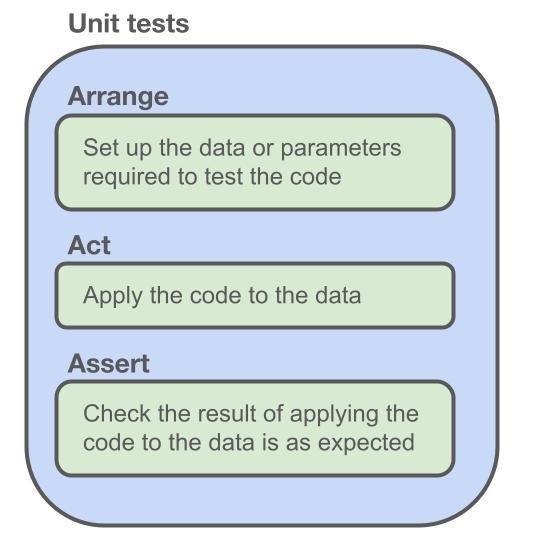 Unit tests
Arrange
Set up the data or parameters
required to test the code
Act
Apply the code to the data
Assert
Check the result of applying the
code to the data is as expected